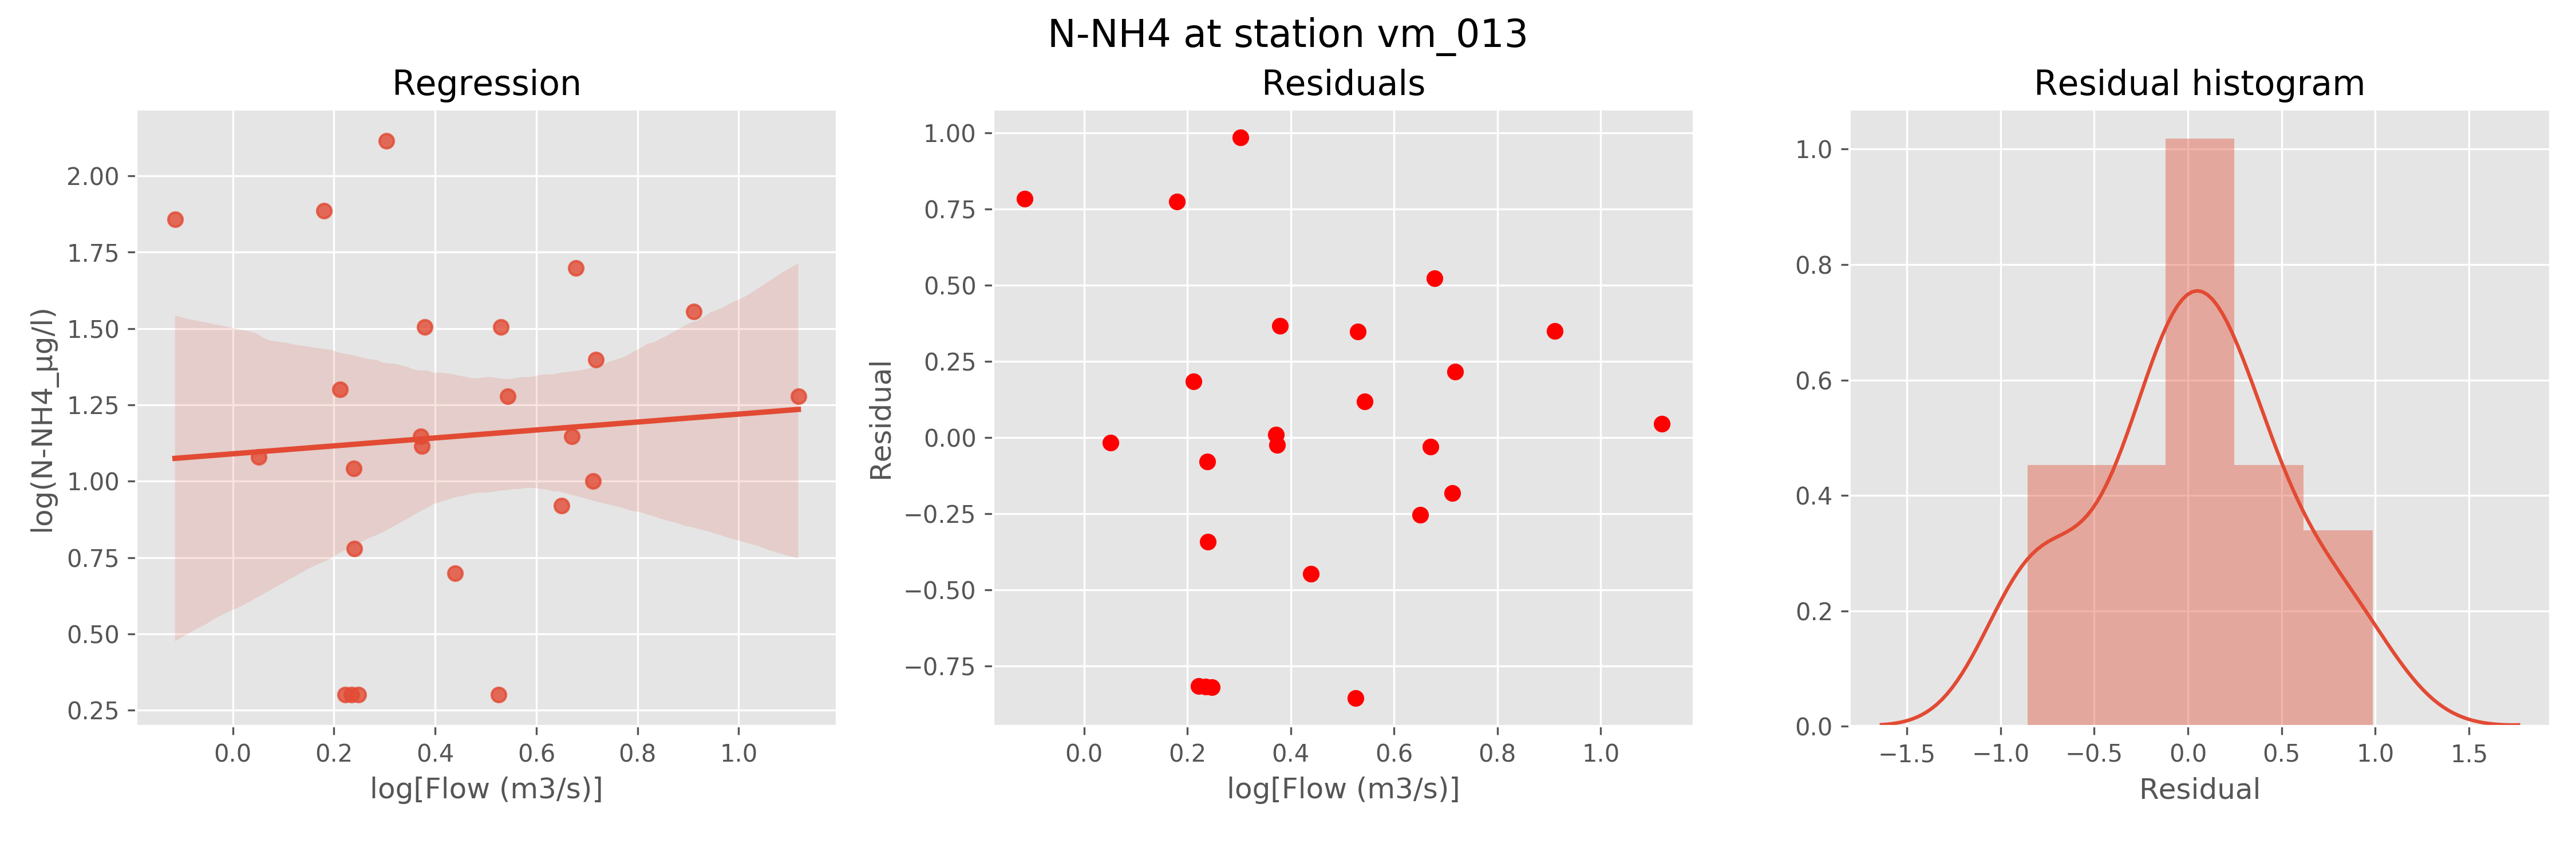 N-NH4 at station vm_013
Regression
2.00
1.75
1.50
1.25
1.00
0.75
0.50
0.25
log(N-NH4_µg/l)
0.0 0.2 0.4 0.6 0.8 1.0
log[Flow (m3/s)]
Residuals
1.00
0.75
0.50
0.25
0.00
−0.25
−0.50
−0.75
Residual
0.0 0.2 0.4 0.6 0.8 1.0
log[Flow (m3/s)]
Residual histogram
1.0
0.8
0.6
0.4
0.2
0.0
−1.5 −1.0 −0.5 0.0 0.5 1.0 1.5
Residual